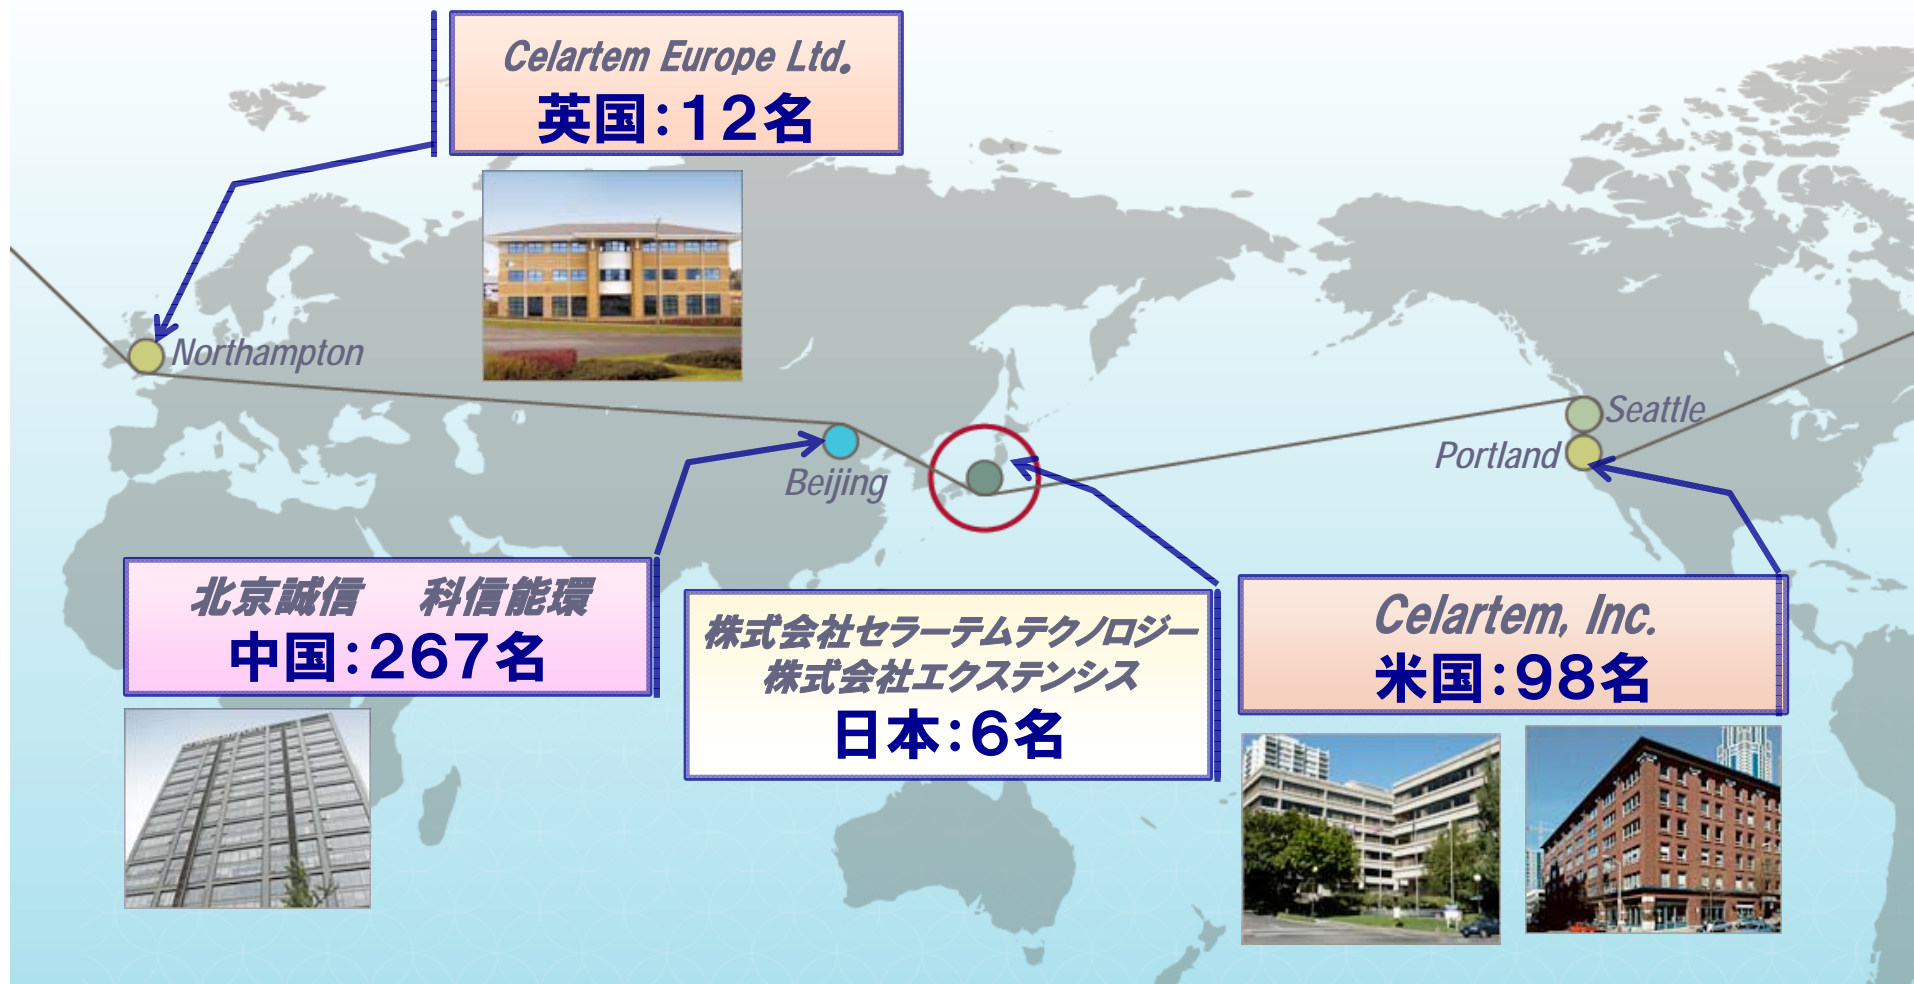 Celartem Europe Ltd.
英国:12名
Northampton
Seattle
Portland
Beijing
北京誠信　科信能環
中国:267名
株式会社セラーテムテクノロジー
株式会社エクステンシス
日本:6名
Celartem, Inc.
米国:98名